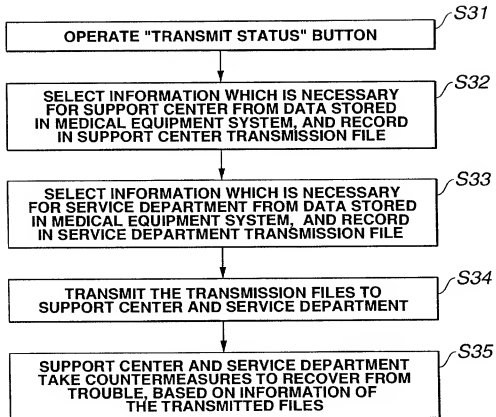 S31
OPERATE "TRANSMIT STATUS" BUTTON
S32
SELECT INFORMATION WHICH IS NECESSARY
FOR SUPPORT CENTER FROM DATA STORED
IN MEDICAL EQUIPMENT SYSTEM, AND RECORD
IN SUPPORT CENTER TRANSMISSION FILE
S33
SELECT INFORMATION WHICH IS NECESSARY
FOR SERVICE DEPARTMENT FROM DATA STORED
IN MEDICAL EQUIPMENT SYSTEM, AND RECORD
IN SERVICE DEPARTMENT TRANSMISSION FILE
S34
TRANSMIT THE TRANSMISSION FILES TO
SUPPORT CENTER AND SERVICE DEPARTMENT
S35
SUPPORT CENTER AND SERVICE DEPARTMENT
TAKE COUNTERMEASURES TO RECOVER FROM
TROUBLE, BASED ON INFORMATION OF
THE TRANSMITTED FILES